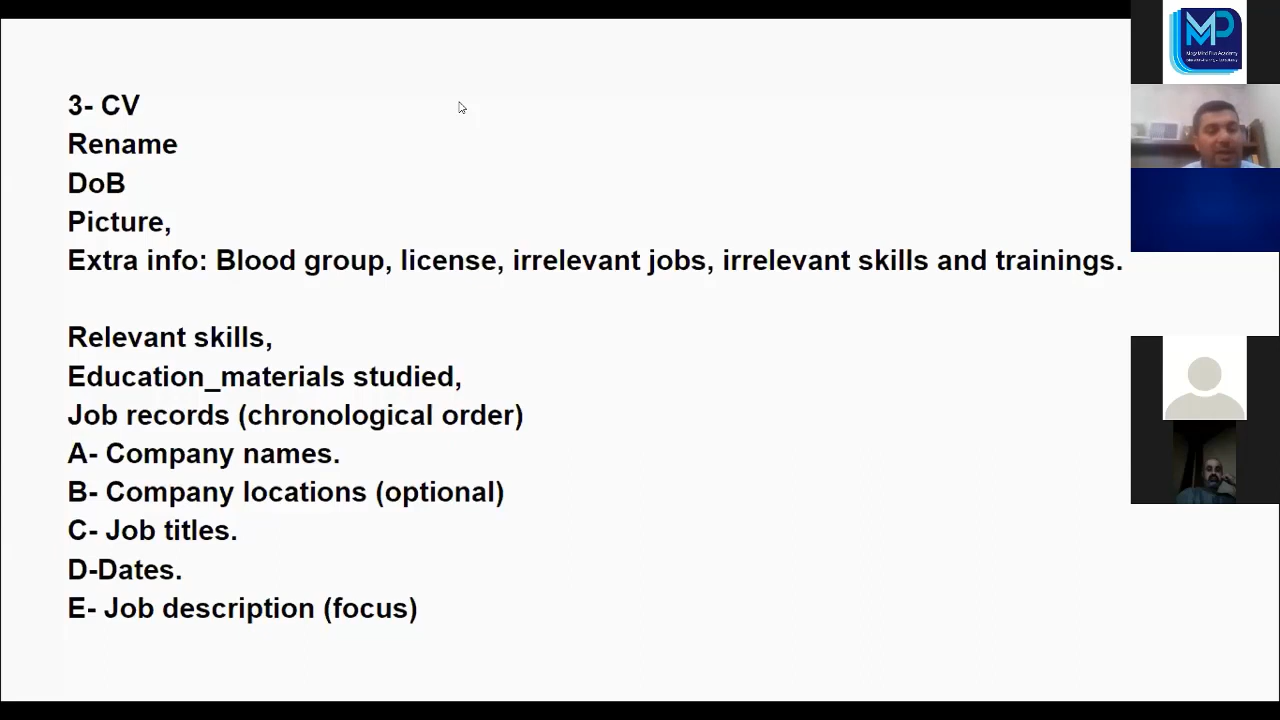 3- CV
Rename
DoB
Picture,
Extra info: Blood group, license, irrelevant jobs, irrelevant skills and trainings.
Relevant skills,
Education_materials studied,
Job records (chronological order)
A- Company names.
B- Company locations (optional)
C- Job titles.
D-Dates.
E- Job description (focus)
MP